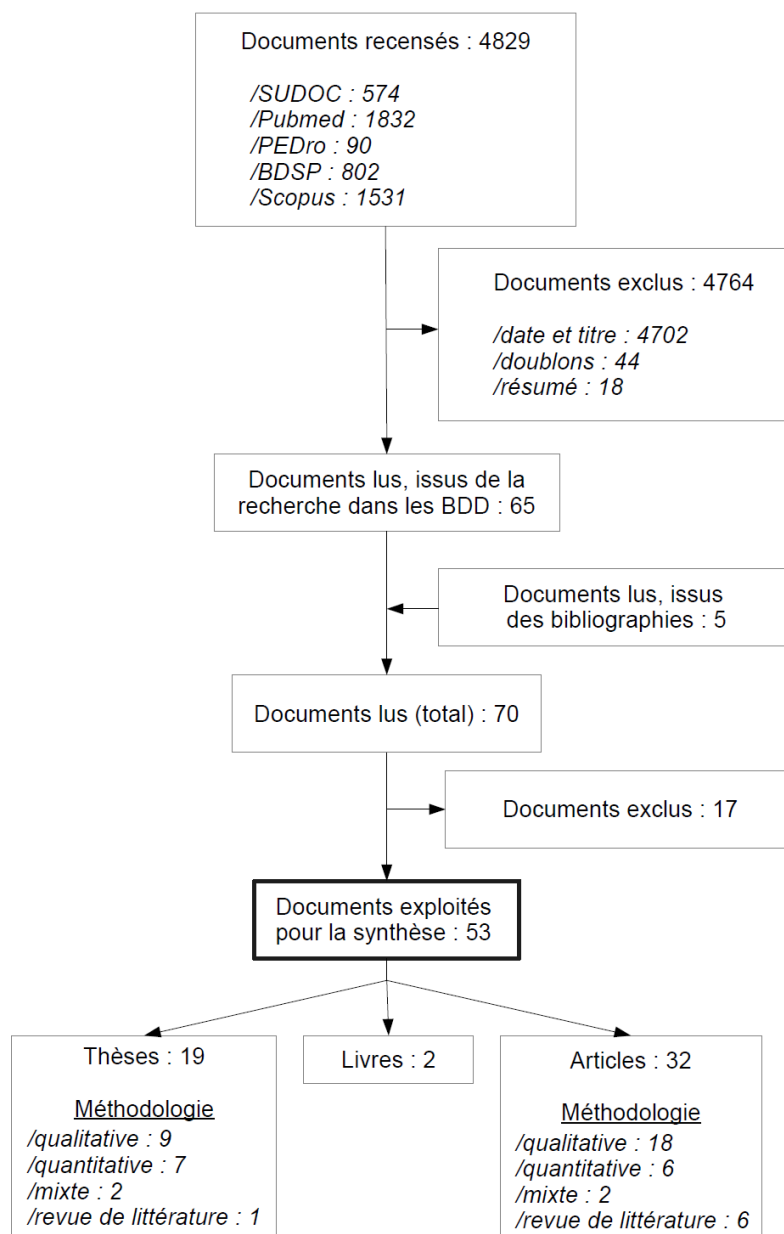 Documents recensés : 4829
/SUDOC : 574
/Pubmed : 1832
/PEDro : 90
/BDSP : 802
/Scopus : 1531
Documents exclus : 4764
/date et titre : 4702
/doublons : 44
/résumé : 18
Documents lus, issus de la
recherche dans les BDD : 65
Documents lus, issus
des bibliographies : 5
Documents lus (total) : 70
Documents exclus : 17
Documents exploités
pour la synthèse : 53
Thèses : 19
Méthodologie
/qualitative : 9
/quantitative : 7
/mixte : 2
/revue de littérature : 1
Livres : 2
Articles : 32
Méthodologie
/qualitative : 18
/quantitative : 6
/mixte : 2
/revue de littérature : 6